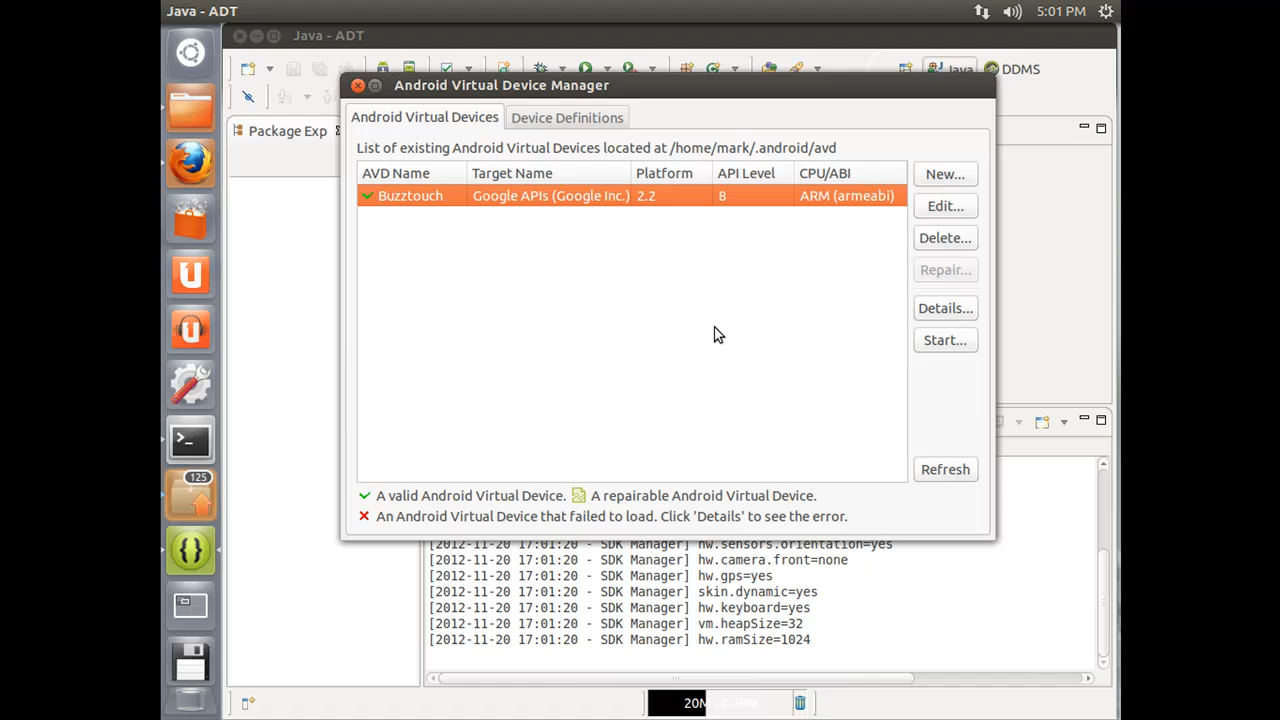 Java - ADT
5:01 PM
Java - ADT
Java
DDMS
Android Virtual Device Manager
Package Exp
Android Virtual Devices
Device Definitions
List of existing Android Virtual Devices located at /home/mark/.android/avd
AVD Name Target Name Platform API Level CPU/ABI
Buzztouch Google APIs (Google Inc.) 2.2 8 ARM (armeabi)
New...
Edit...
Delete...
Repair...
Details...
Start...
Refresh
A valid Android Virtual Device. A repairable Android Virtual Device.
An Android Virtual Device that failed to load. Click 'Details' to see the error.
125
[2012-11-20 17:01:20 - SDK Manager] hw.sensors.orientation=yes
[2012-11-20 17:01:20 - SDK Manager] hw.camera.front=none
[2012-11-20 17:01:20 - SDK Manager] hw.gps=yes
[2012-11-20 17:01:20 - SDK Manager] skin.dynamic=yes
[2012-11-20 17:01:20 - SDK Manager] hw.keyboard=yes
[2012-11-20 17:01:20 - SDK Manager] vm.heapSize=32
[2012-11-20 17:01:20 - SDK Manager] hw.ramSize=1024